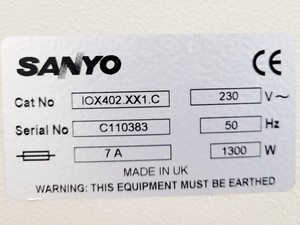 SANYO CE
Cat No IOX402.XX1.C 230 V~
Serial No C110383 50 Hz
7 A 1300 W
MADE IN UK
WARNING: THIS EQUIPMENT MUST BE EARTHED